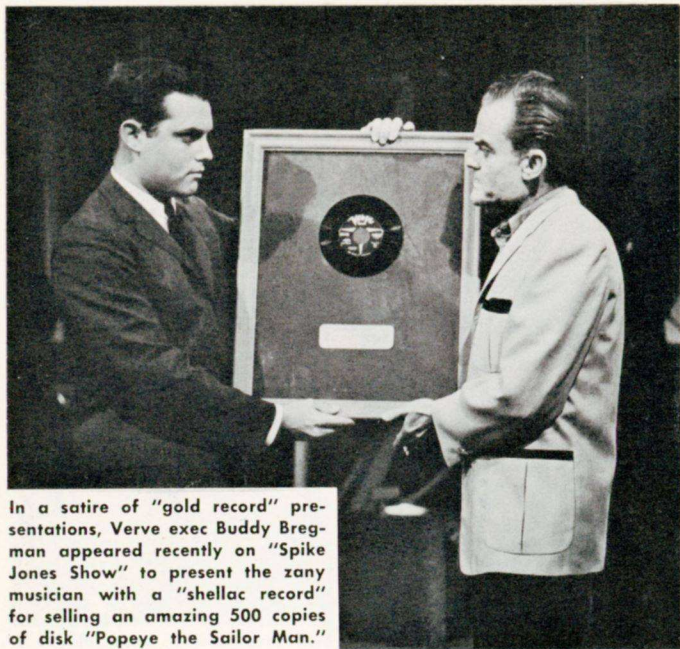 In a satire of "gold record" pre-
sentations, Verve exec Buddy Breg-
man appeared recently on "Spike
Jones Show" to present the zany
musician with a "shellac record"
for selling an amazing 500 copies
of disk "Popeye the Sailor Man."